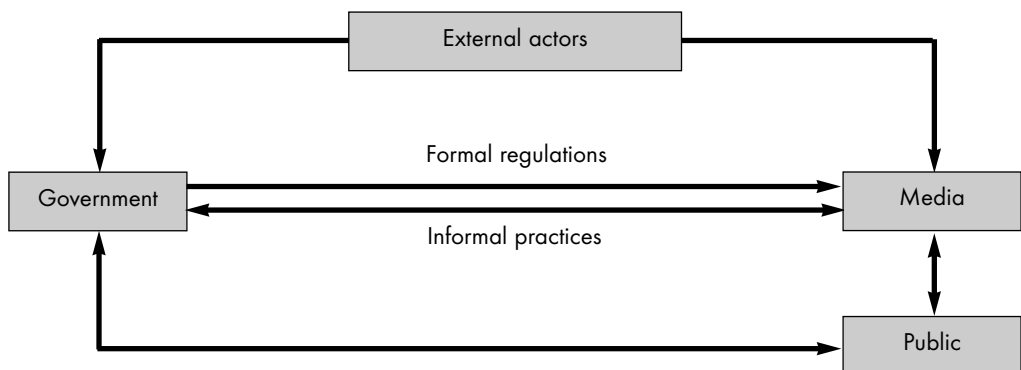 External actors
Formal regulations
Government
Media
Informal practices
Public